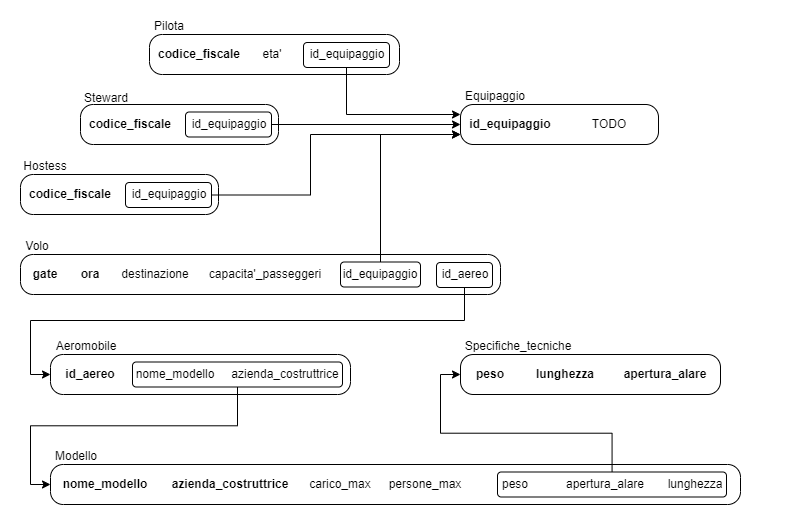 Pilota
codice_fiscale eta' id_equipaggio
Steward
codice_fiscale id_equipaggio
Equipaggio
id_equipaggio TODO
Hostess
codice_fiscale id_equipaggio
Volo
gate ora destinazione capacita'_passeggeri id_equipaggio id_aereo
Aeromobile
id_aereo nome_modello azienda_costruttrice
Specifiche_tecniche
peso lunghezza apertura_alare
Modello
nome_modello azienda_costruttrice carico_max persone_max peso apertura_alare lunghezza